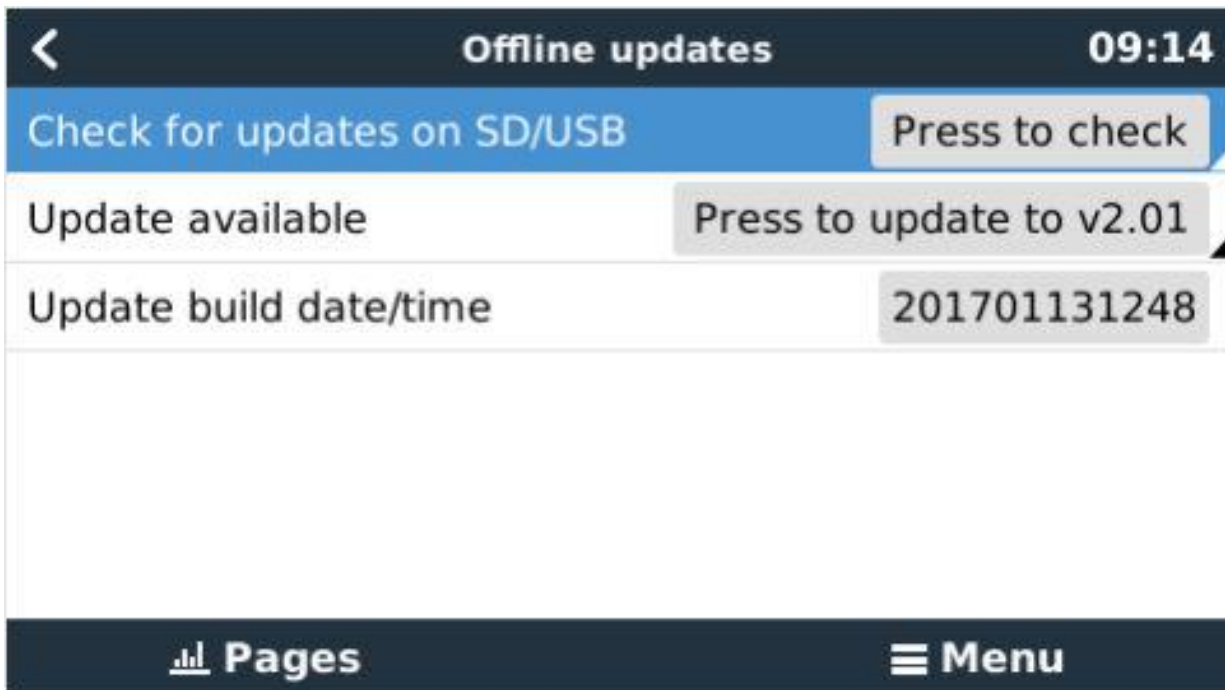 Offline updates 09:14
Check for updates on SD/USB Press to check
Update available Press to update to v2.01
Update build date/time 201701131248
Pages Menu